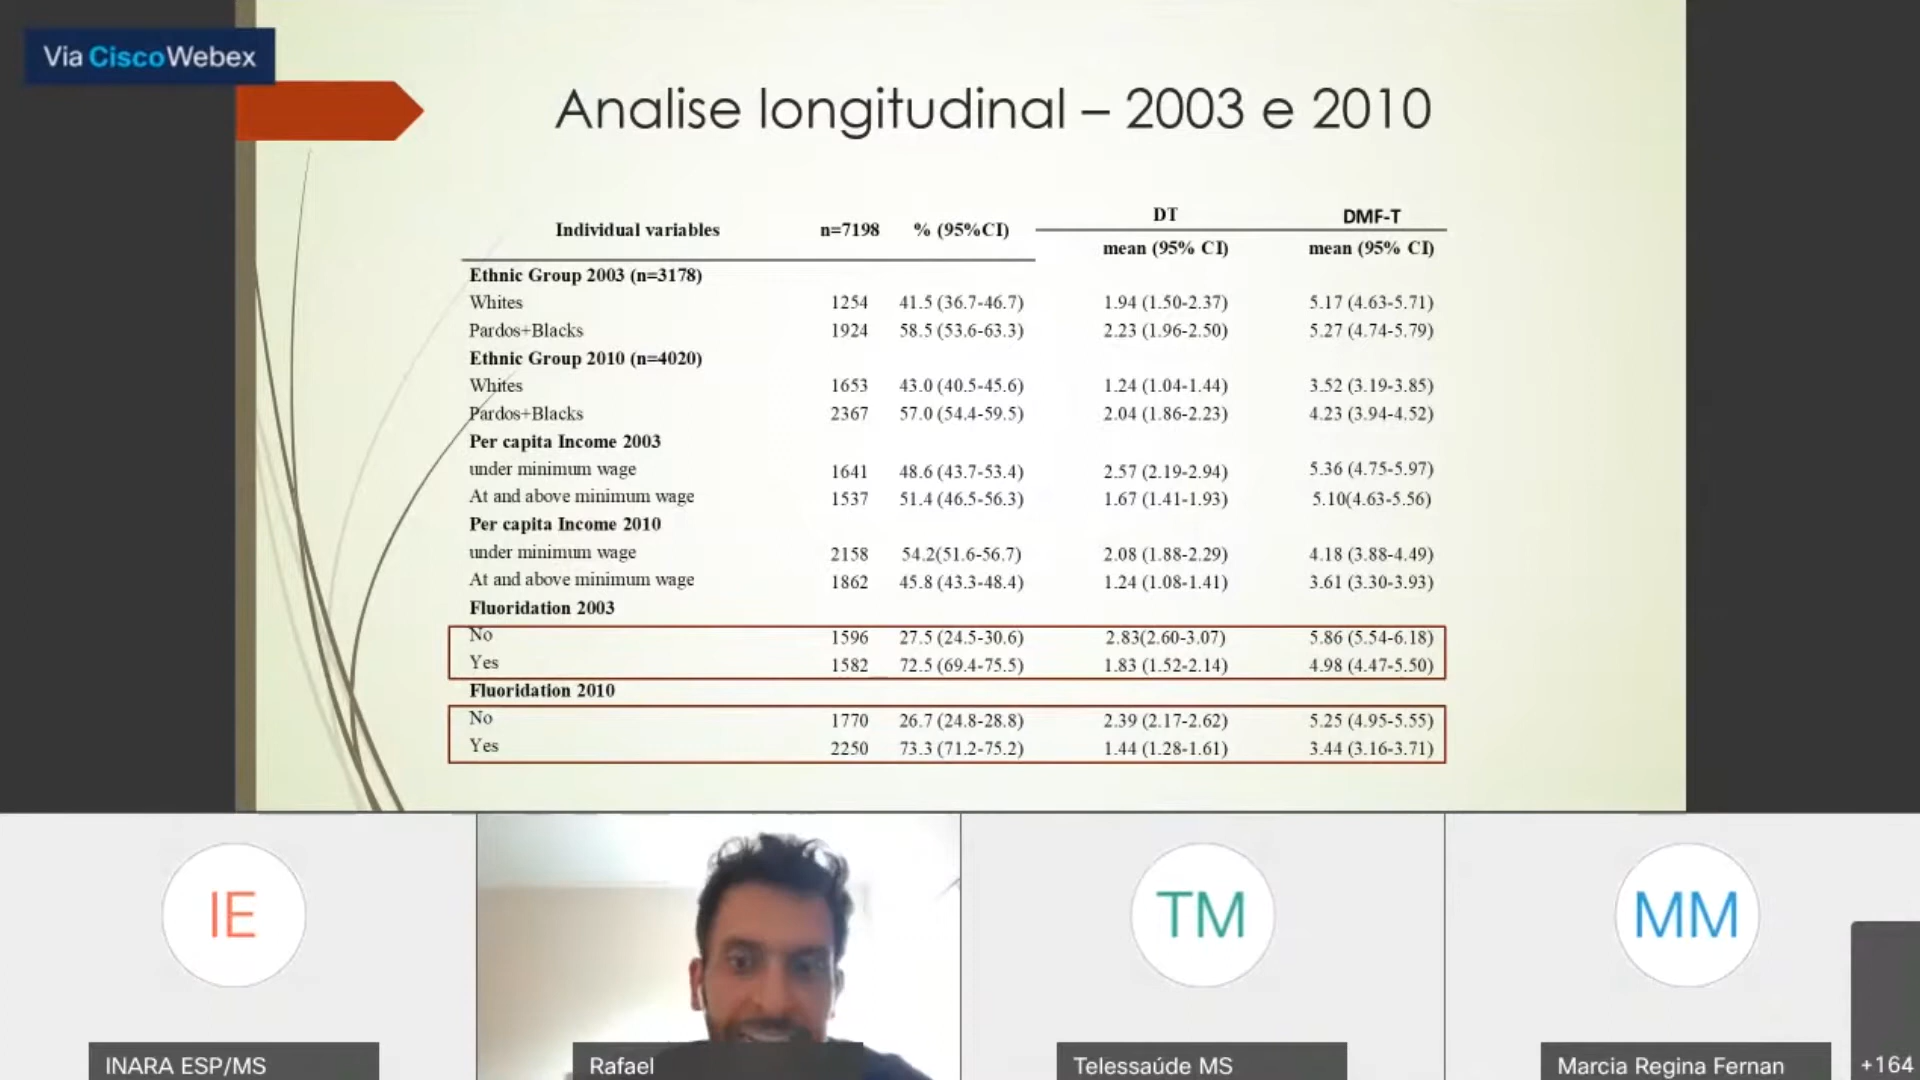 Via CiscoWebex
Analise longitudinal – 2003 e 2010
Individual variables n=7198 % (95%CI) DT DMF-T
mean (95% CI) mean (95% CI)
Ethnic Group 2003 (n=3178)
Whites 1254 41.5 (36.7-46.7) 1.94 (1.50-2.37) 5.17 (4.63-5.71)
Pardos+Blacks 1924 58.5 (53.6-63.3) 2.23 (1.96-2.50) 5.27 (4.74-5.79)
Ethnic Group 2010 (n=4020)
Whites 1653 43.0 (40.5-45.6) 1.24 (1.04-1.44) 3.52 (3.19-3.85)
Pardos+Blacks 2367 57.0 (54.4-59.5) 2.04 (1.86-2.23) 4.23 (3.94-4.52)
Per capita Income 2003
under minimum wage 1641 48.6 (43.7-53.4) 2.57 (2.19-2.94) 5.36 (4.75-5.97)
At and above minimum wage 1537 51.4 (46.5-56.3) 1.67 (1.41-1.93) 5.10(4.63-5.56)
Per capita Income 2010
under minimum wage 2158 54.2(51.6-56.7) 2.08 (1.88-2.29) 4.18 (3.88-4.49)
At and above minimum wage 1862 45.8 (43.3-48.4) 1.24 (1.08-1.41) 3.61 (3.30-3.93)
Fluoridation 2003
No 1596 27.5 (24.5-30.6) 2.83(2.60-3.07) 5.86 (5.54-6.18)
Yes 1582 72.5 (69.4-75.5) 1.83 (1.52-2.14) 4.98 (4.47-5.50)
Fluoridation 2010
No 1770 26.7 (24.8-28.8) 2.39 (2.17-2.62) 5.25 (4.95-5.55)
Yes 2250 73.3 (71.2-75.2) 1.44 (1.28-1.61) 3.44 (3.16-3.71)
IE TM MM
INARA ESP/MS Rafael Telessaúde MS Marcia Regina Fernan +164